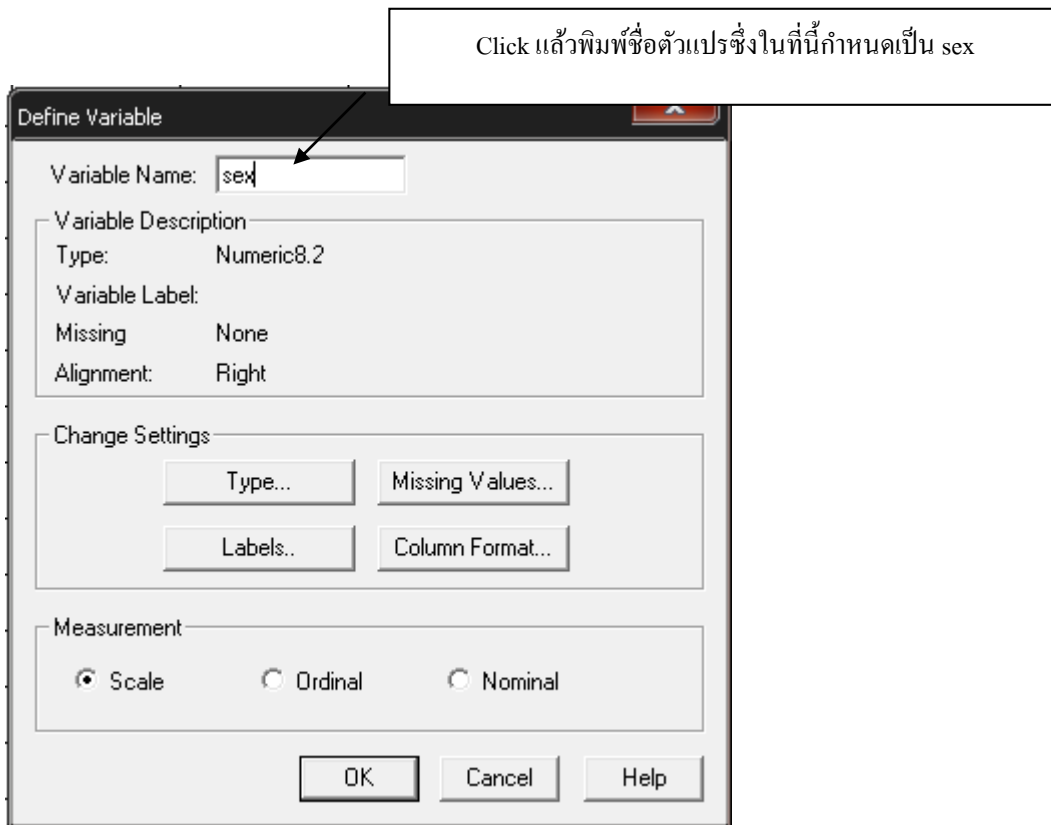 Click แล้วพิมพ์ชื่อตัวแปรซึ่งในที่นี้กำหนดเป็น sex
Define Variable
Variable Name: sex
Variable Description
Type: Numeric8.2
Variable Label:
Missing None
Alignment: Right
Change Settings
Type... Missing Values...
Labels.. Column Format...
Measurement
Scale Ordinal Nominal
OK Cancel Help